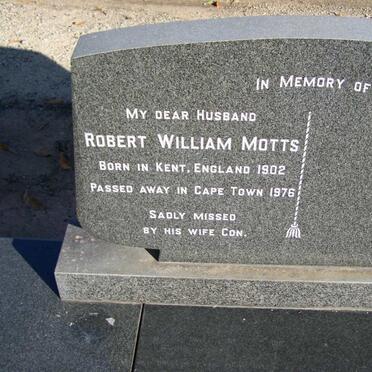 IN MEMORY OF
MY DEAR HUSBAND
ROBERT WILLIAM MOTTS
BORN IN KENT, ENGLAND 1902
PASSED AWAY IN CAPE TOWN 1976
SADLY MISSED
BY HIS WIFE CON.